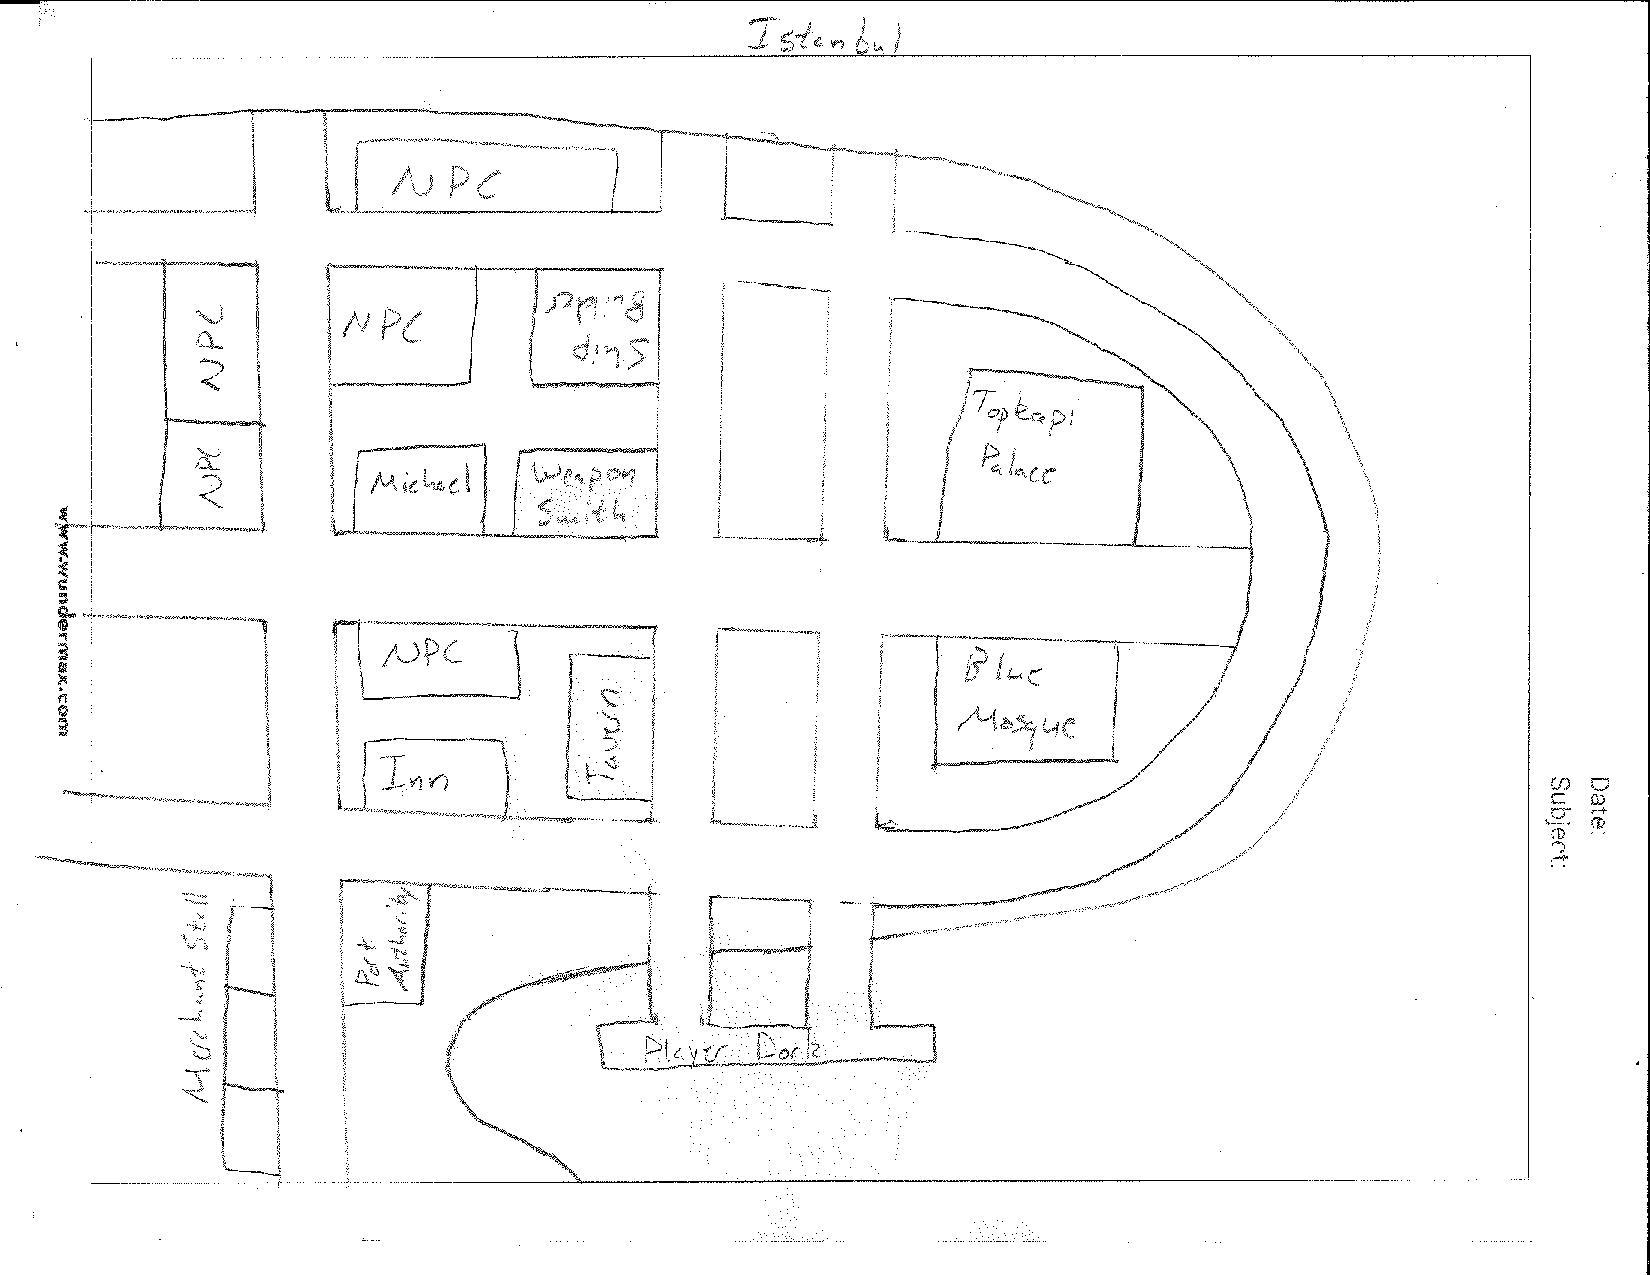 Istanbul
NPC
NPC
NPC
Ship
Topkapi
Palace
NPC
Michael
Weapon
Smith
NPC
Blue
Mosque
Tavern
Inn
Merchant Stall
Port
Authority
Player Dock
www.wundermax.com
Date:
Subject: